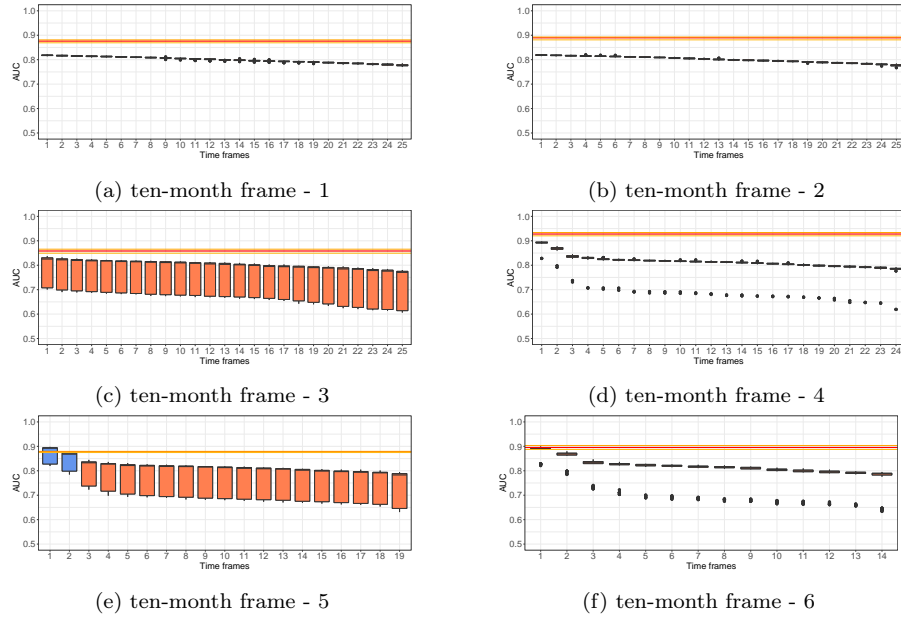 1.0
0.9
0.8
0.7
0.6
0.5
AUC
1 2 3 4 5 6 7 8 9 10 11 12 13 14 15 16 17 18 19 20 21 22 23 24 25
Time frames
(a) ten-month frame - 1
1.0
0.9
0.8
0.7
0.6
0.5
AUC
1 2 3 4 5 6 7 8 9 10 11 12 13 14 15 16 17 18 19 20 21 22 23 24 25
Time frames
(b) ten-month frame - 2
1.0
0.9
0.8
0.7
0.6
0.5
AUC
1 2 3 4 5 6 7 8 9 10 11 12 13 14 15 16 17 18 19 20 21 22 23 24 25
Time frames
(c) ten-month frame - 3
1.0
0.9
0.8
0.7
0.6
0.5
AUC
1 2 3 4 5 6 7 8 9 10 11 12 13 14 15 16 17 18 19 20 21 22 23 24
Time frames
(d) ten-month frame - 4
1.0
0.9
0.8
0.7
0.6
0.5
AUC
1 2 3 4 5 6 7 8 9 10 11 12 13 14 15 16 17 18 19
Time frames
(e) ten-month frame - 5
1.0
0.9
0.8
0.7
0.6
0.5
AUC
1 2 3 4 5 6 7 8 9 10 11 12 13 14
Time frames
(f) ten-month frame - 6